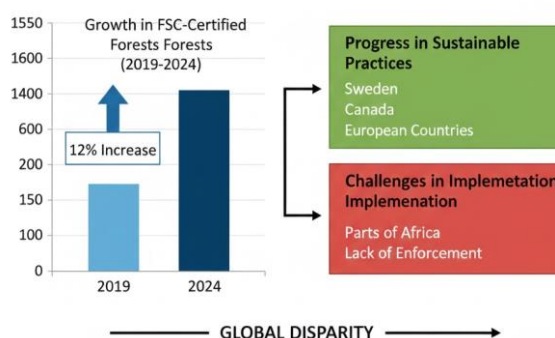 Growth in FSC-Certified
Forests Forests
(2019-2024)
1550
1600
1400
600
200
150
100
0
12% Increase
2019
2024
Progress in Sustainable
Practices
Sweden
Canada
European Countries
Challenges in Implemetation
Implemenation
Parts of Africa
Lack of Enforcement
GLOBAL DISPARITY